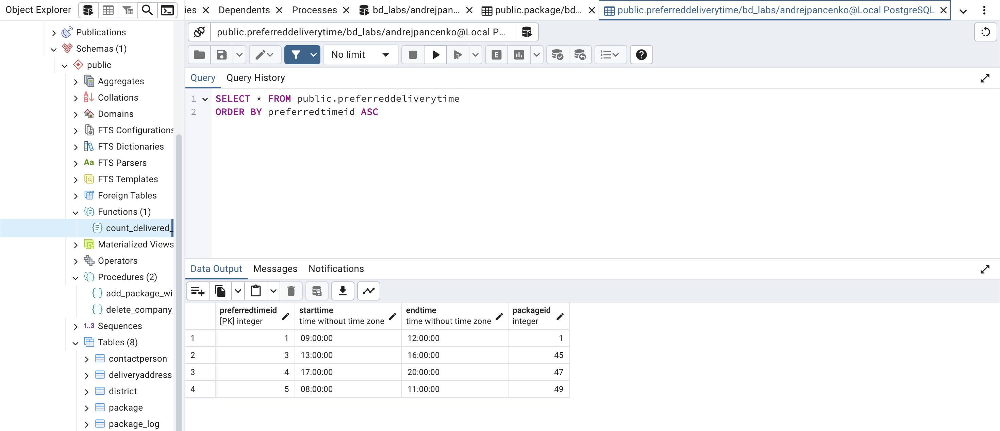 Object Explorer
ies
Dependents
Processes
bd_labs/andrejpan...
public.package/bd...
public.preferreddeliverytime/bd_labs/andrejpancenko@Local PostgreSQL
Publications
Schemas (1)
public
Aggregates
Collations
Domains
FTS Configurations
FTS Dictionaries
Aa FTS Parsers
FTS Templates
Foreign Tables
Functions (1)
count_delivered_
Materialized Views
Operators
Procedures (2)
add_package_wi
delete_company_
1..3 Sequences
Tables (8)
contactperson
deliveryaddress
district
package
package_log
public.preferreddeliverytime/bd_labs/andrejpancenko@Local P...
No limit
E
Query Query History
1 SELECT * FROM public.preferreddeliverytime
2 ORDER BY preferredtimeid ASC
Data Output Messages Notifications
preferredtimeid starttime endtime packageid
[PK] integer time without time zone time without time zone integer
1 1 09:00:00 12:00:00 1
2 3 13:00:00 16:00:00 45
3 4 17:00:00 20:00:00 47
4 5 08:00:00 11:00:00 49